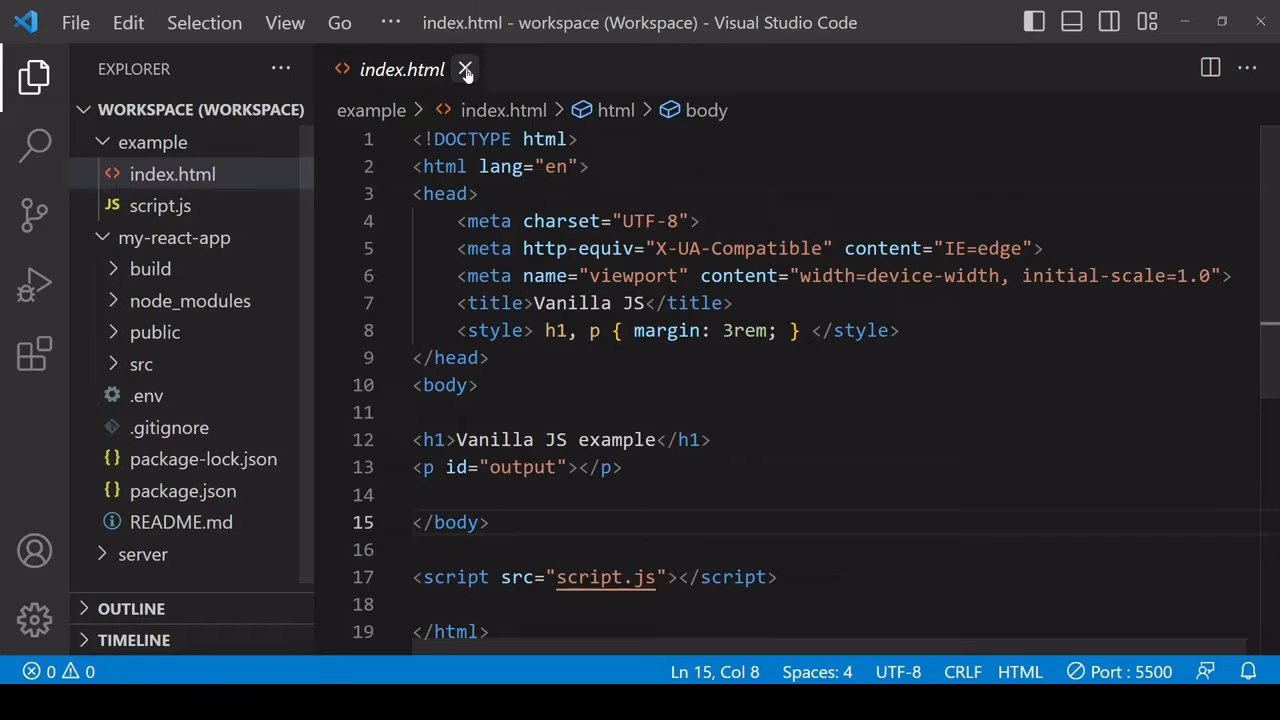 File Edit Selection View Go ··· index.html - workspace (Workspace) - Visual Studio Code
EXPLORER ···
WORKSPACE (WORKSPACE)
example
index.html
JS script.js
my-react-app
build
node_modules
public
src
.env
.gitignore
{} package-lock.json
{} package.json
README.md
server
OUTLINE
TIMELINE
<> index.html
example > <> index.html > html > body
1 <!DOCTYPE html>
2 <html lang="en">
3 <head>
4 <meta charset="UTF-8">
5 <meta http-equiv="X-UA-Compatible" content="IE=edge">
6 <meta name="viewport" content="width=device-width, initial-scale=1.0">
7 <title>Vanilla JS</title>
8 <style> h1, p { margin: 3rem; } </style>
9 </head>
10 <body>
11
12 <h1>Vanilla JS example</h1>
13 <p id="output"></p>
14
15 </body>
16
17 <script src="script.js"></script>
18
19 </html>
0 0 Ln 15, Col 8 Spaces: 4 UTF-8 CRLF HTML Port : 5500